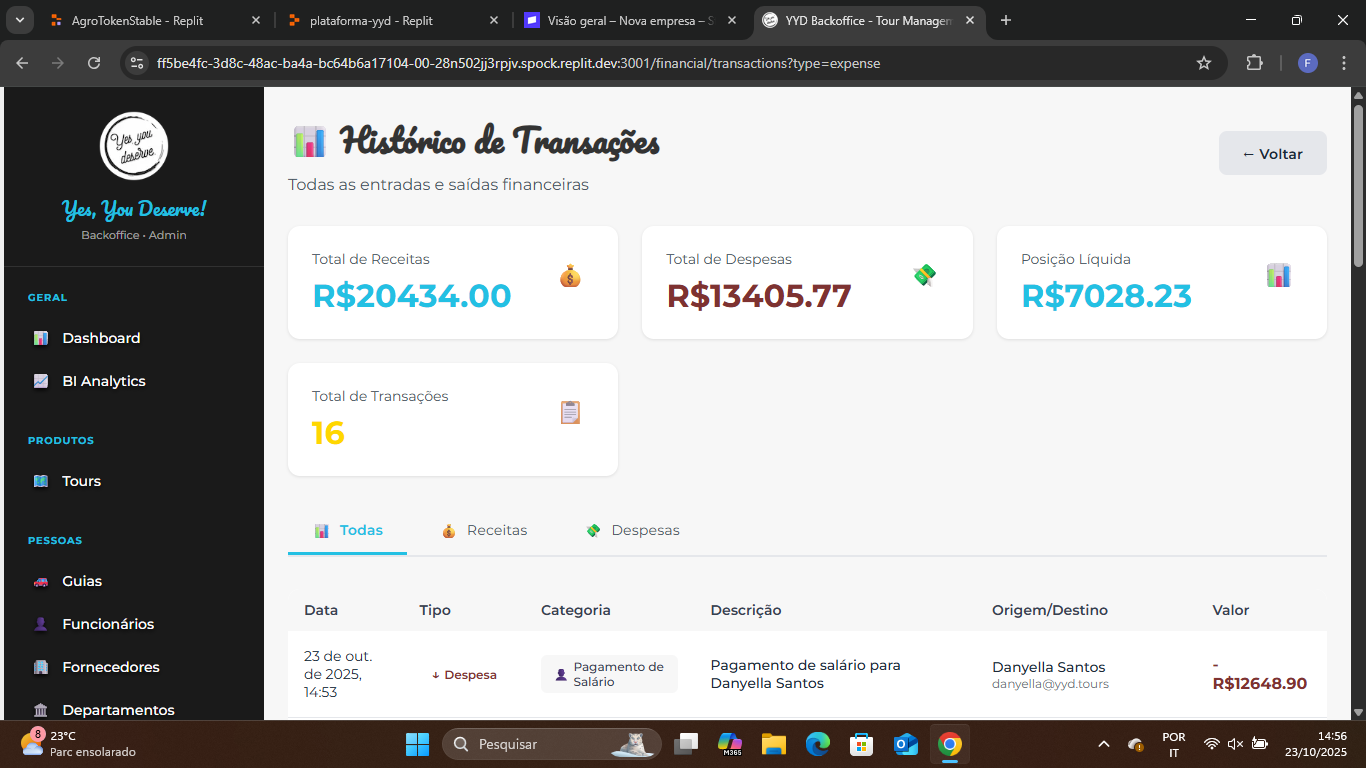 AgroTokenStable - Replit
plataforma-yyd - Replit
Visão geral – Nova empresa – S
YYD Backoffice - Tour Managem
ff5be4fc-3d8c-48ac-ba4a-bc64b6a17104-00-28n502jj3rpjv.spock.replit.dev:3001/financial/transactions?type=expense
F
Yes, you
deserve.
Yes, You Deserve!
Backoffice • Admin
GERAL
Dashboard
BI Analytics
PRODUTOS
Tours
PESSOAS
Guias
Funcionários
Fornecedores
Departamentos
Histórico de Transações
Todas as entradas e saídas financeiras
← Voltar
Total de Receitas
R$20434.00
Total de Despesas
R$13405.77
Posição Líquida
R$7028.23
Total de Transações
16
Todas
Receitas
Despesas
Data
Tipo
Categoria
Descrição
Origem/Destino
Valor
23 de out.
de 2025,
14:53
↓ Despesa
Pagamento de
Salário
Pagamento de salário para
Danyella Santos
Danyella Santos
danyella@yyd.tours
-
R$12648.90
8
23°C
Parc ensolarado
Pesquisar
M365
POR
IT
14:56
23/10/2025